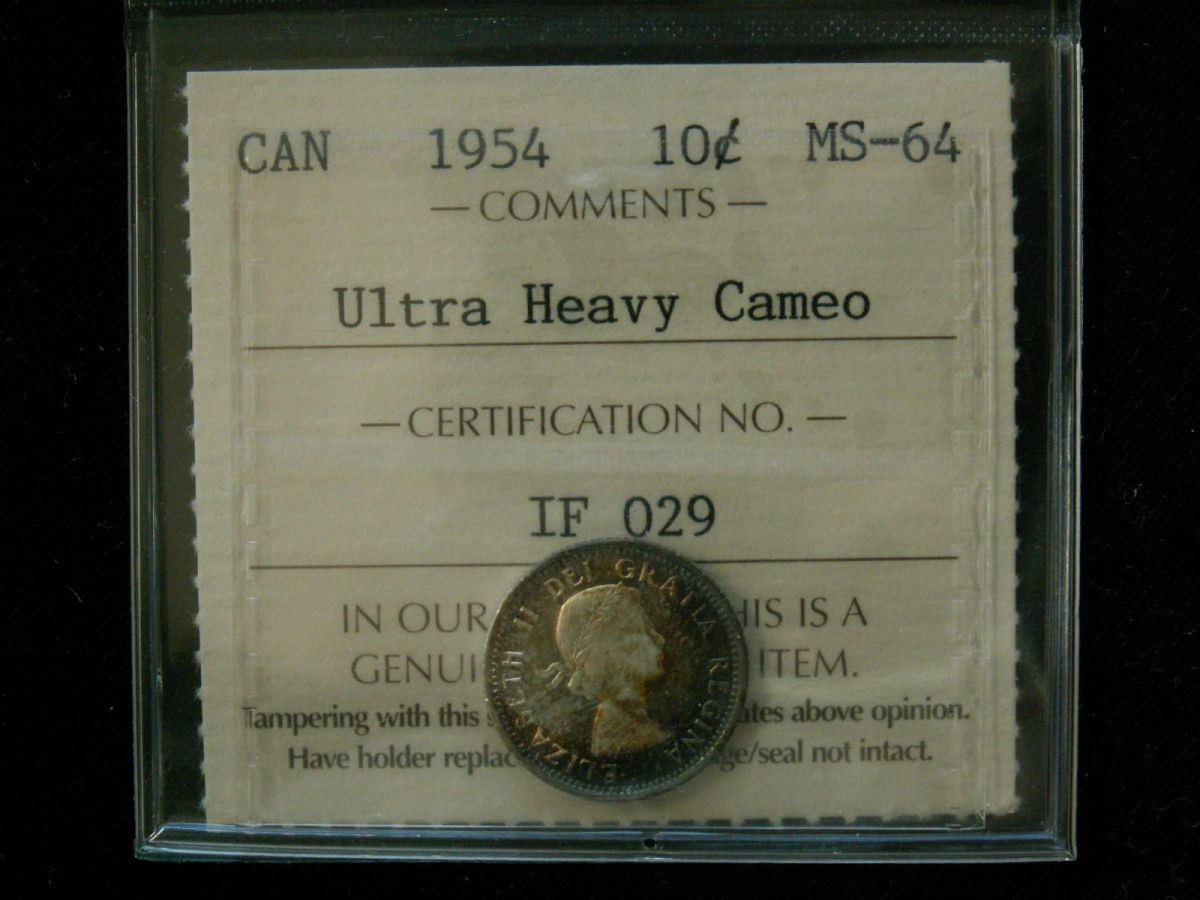 CAN 1954 10¢ MS-64
— COMMENTS —
Ultra Heavy Cameo
— CERTIFICATION NO. —
IF 029
IN OUR HIS IS A
GENUI ITEM.
Tampering with this s ates above opinion.
Have holder replac ge/seal not intact.
ELIZABETH II DEI GRATIA REGINA